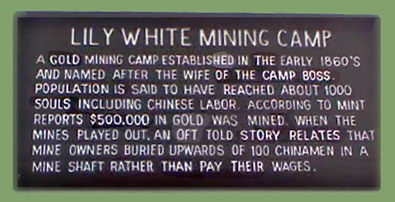 LILY WHITE MINING CAMP
A GOLD MINING CAMP ESTABLISHED IN THE EARLY 1860'S
AND NAMED AFTER THE WIFE OF THE CAMP BOSS.
POPULATION IS SAID TO HAVE REACHED ABOUT 1000
SOULS INCLUDING CHINESE LABOR. ACCORDING TO MINT
REPORTS $500.000 IN GOLD WAS MINED. WHEN THE
MINES PLAYED OUT, AN OFT TOLD STORY RELATES THAT
MINE OWNERS BURIED UPWARDS OF 100 CHINAMEN IN A
MINE SHAFT RATHER THAN PAY THEIR WAGES.